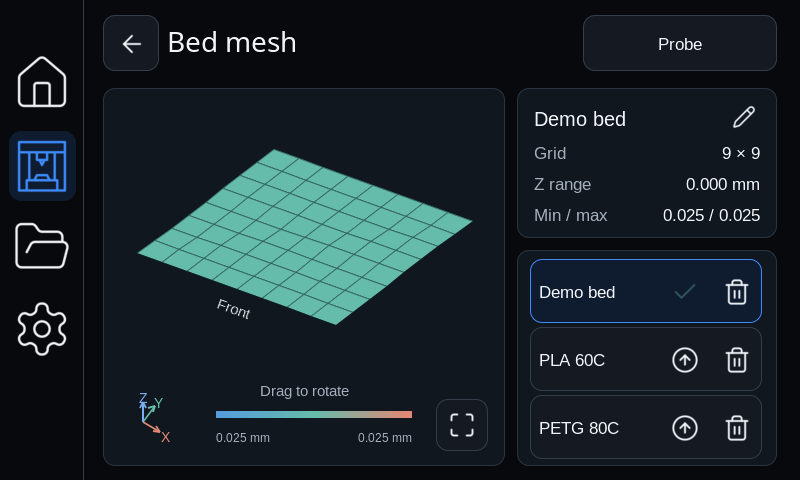 Bed mesh
Probe
Front
Z
Y
X
Drag to rotate
0.025 mm 0.025 mm
Demo bed
Grid 9 × 9
Z range 0.000 mm
Min / max 0.025 / 0.025
Demo bed
PLA 60C
PETG 80C